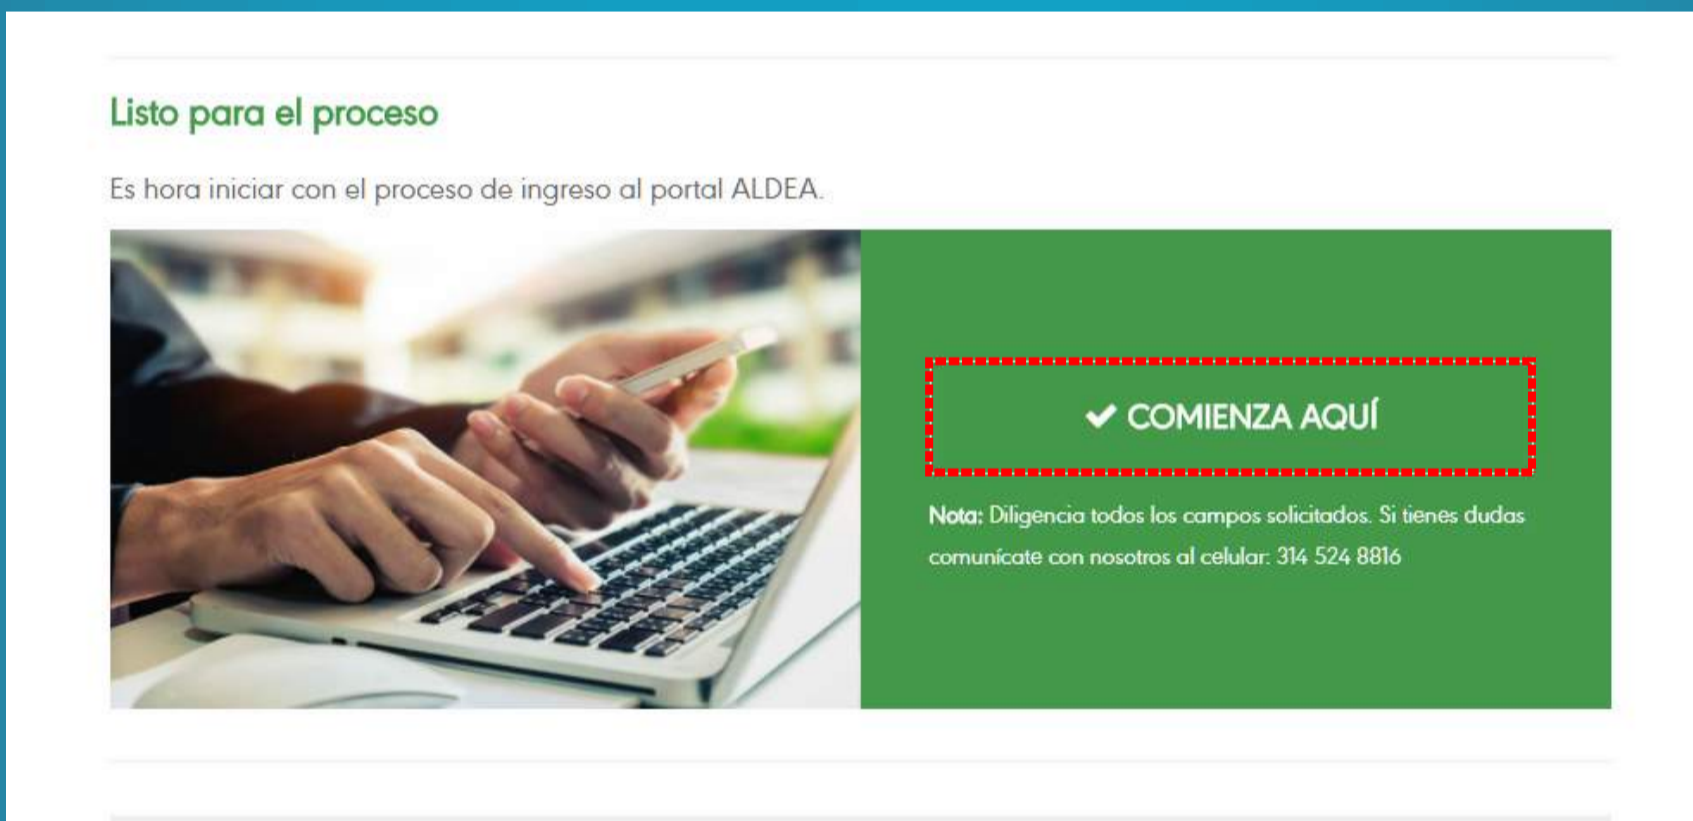 Listo para el proceso
Es hora iniciar con el proceso de ingreso al portal ALDEA.
✔ COMIENZA AQUÍ
Nota: Diligencia todos los campos solicitados. Si tienes dudas
comunícate con nosotros al celular: 314 524 8816